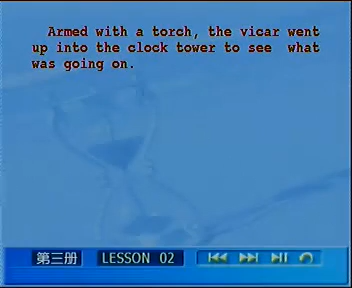 Armed with a torch, the vicar went
up into the clock tower to see what
was going on.
第三册 LESSON 02